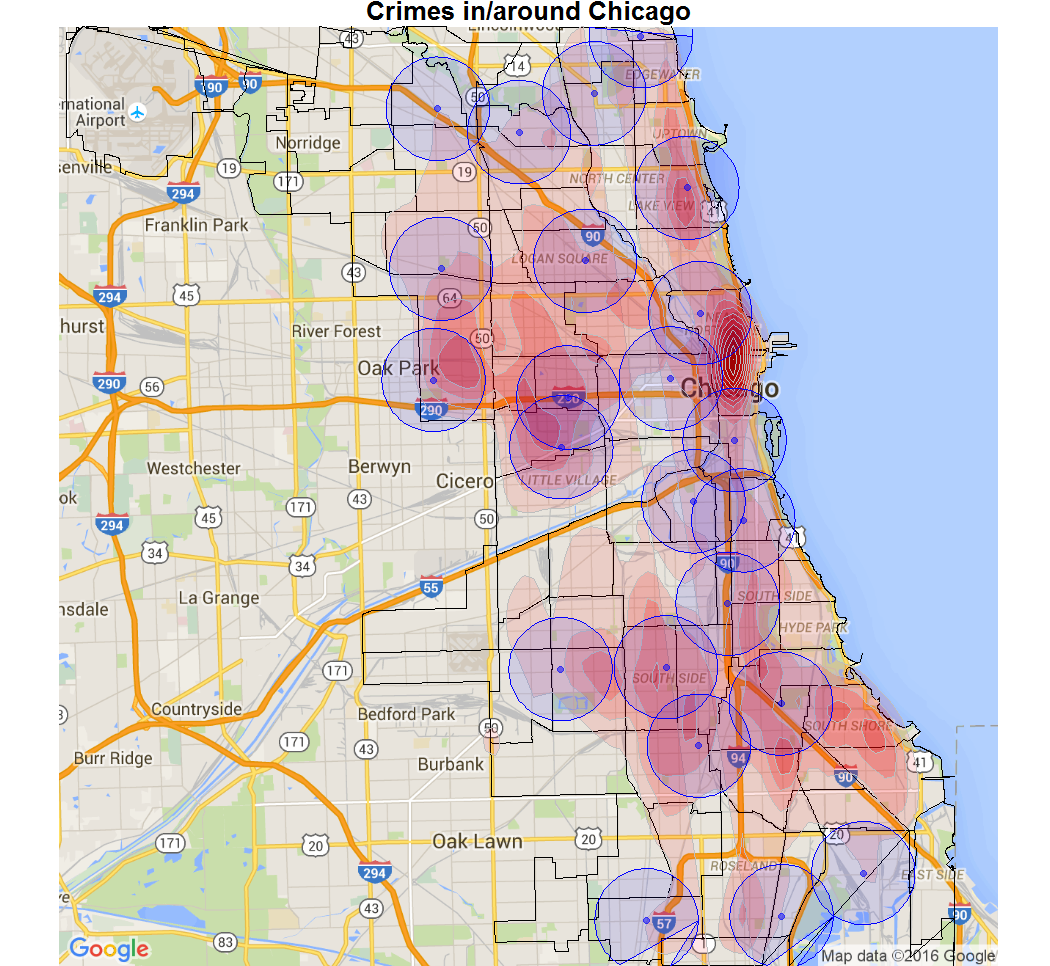 Crimes in/around Chicago
43
14
EDGEWATER
190
90
50
ernational
Airport
UPTOWN
Norridge
senville
19
19
171
NORTH CENTER
294
LAKE VIEW
41
Franklin Park
50
90
LOGAN SQUARE
43
294
45
64
hurst
River Forest
50
Oak Park
Chicago
290
56
290
290
Westchester
Berwyn
Cicero
LITTLE VILLAGE
ok
43
171
45
50
294
41
34
34
90
55
SOUTH SIDE
La Grange
nsdale
HYDE PARK
171
SOUTH SIDE
Countryside
Bedford Park
50
SOUTH SHORE
171
43
Burr Ridge
Burbank
94
41
90
20
171
20
Oak Lawn
20
294
ROSELAND
EAST SIDE
43
57
90
83
1
Google
Map data ©2016 Google